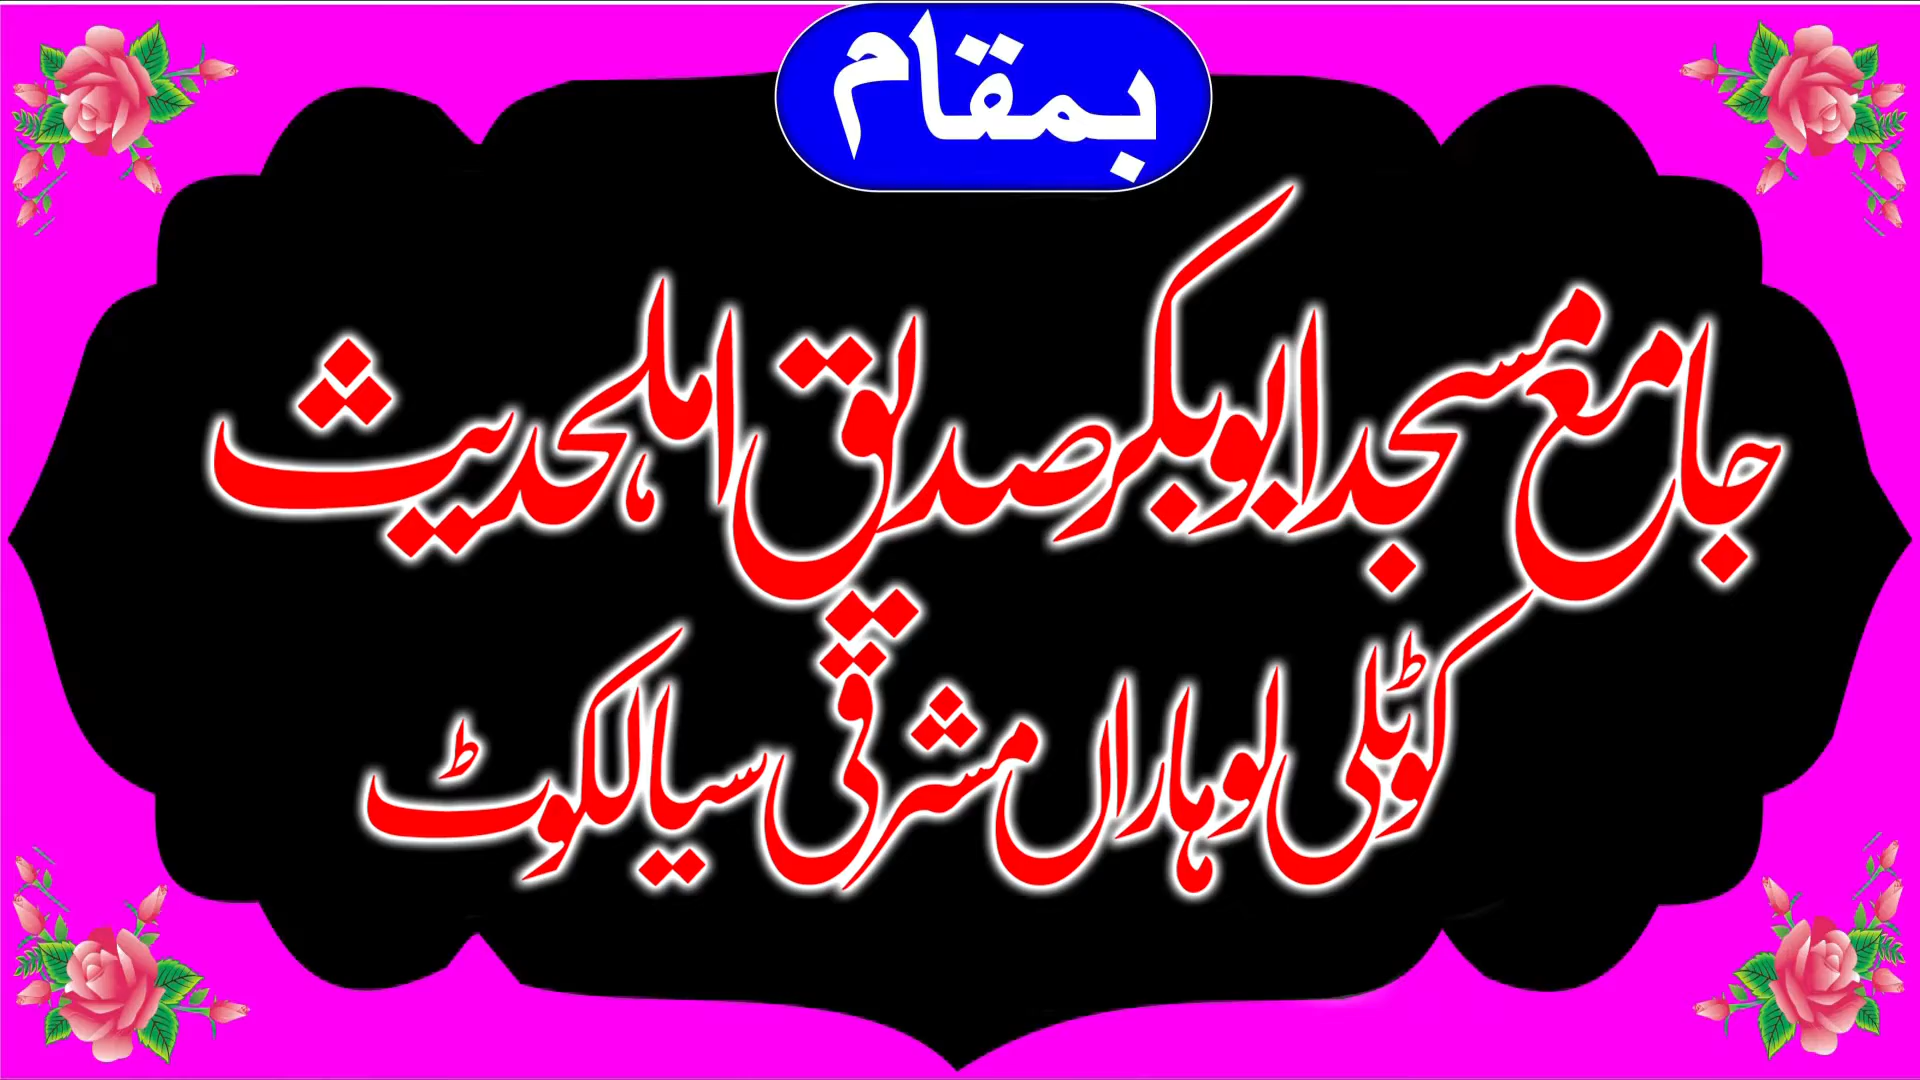 بمقام
جامع مسجد ابوبکر صدیق اہلحدیث
کوٹلی لوہاراں مشرقی سیالکوٹ